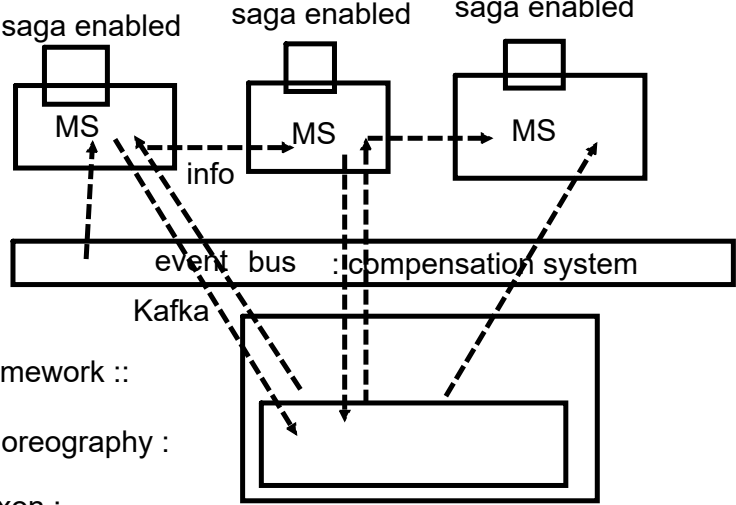 saga enabled
saga enabled
saga enabled
MS
MS
MS
info
event bus : compensation system
Kafka
mework ::
oreography :